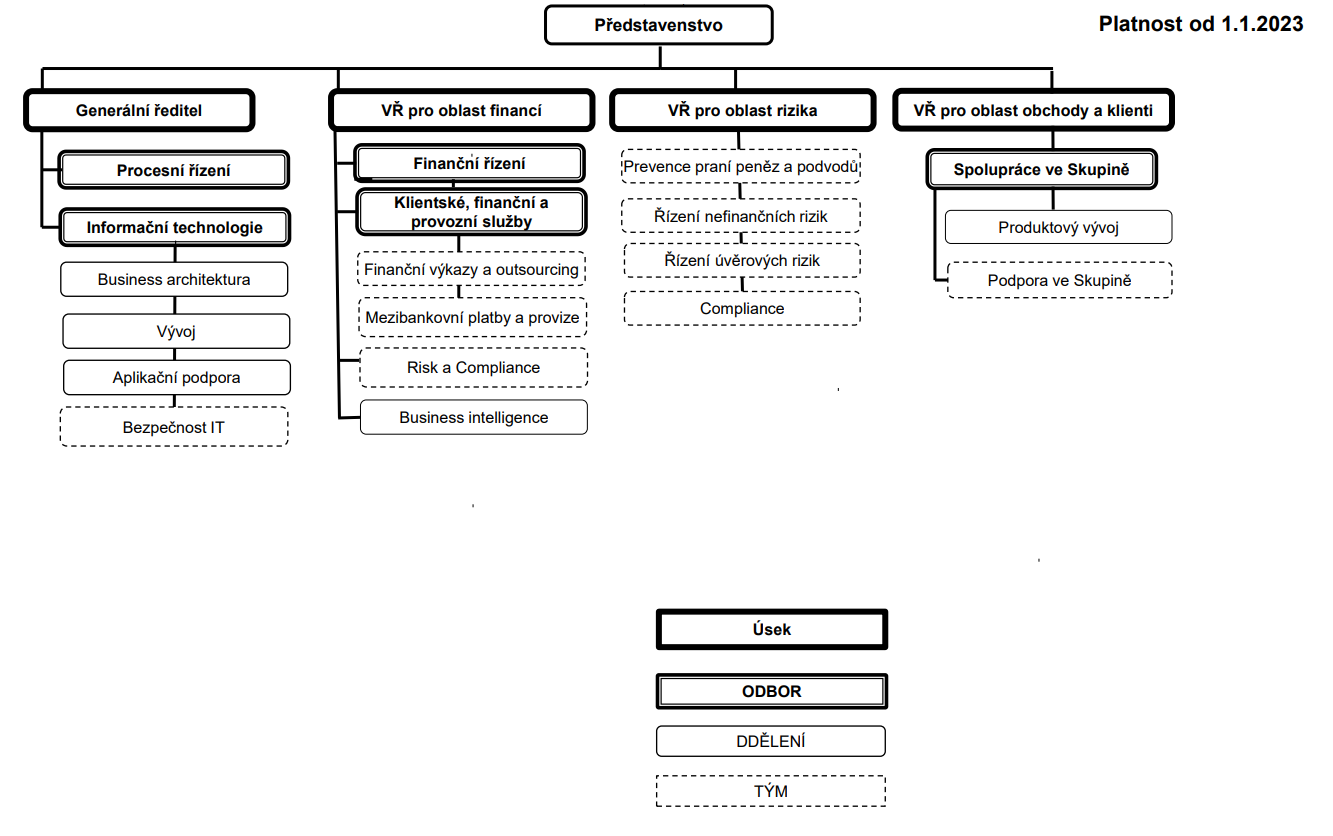 Představenstvo
Platnost od 1.1.2023
Generální ředitel
Procesní řízení
Informační technologie
Business architektura
Vývoj
Aplikační podpora
Bezpečnost IT
VŘ pro oblast financí
Finanční řízení
Klientské, finanční a
provozní služby
Finanční výkazy a outsourcing
Mezibankovní platby a provize
Risk a Compliance
Business intelligence
VŘ pro oblast rizika
Prevence praní peněz a podvodů
Řízení nefinančních rizik
Řízení úvěrových rizik
Compliance
VŘ pro oblast obchody a klienti
Spolupráce ve Skupině
Produktový vývoj
Podpora ve Skupině
Úsek
ODBOR
DDĚLENÍ
TÝM